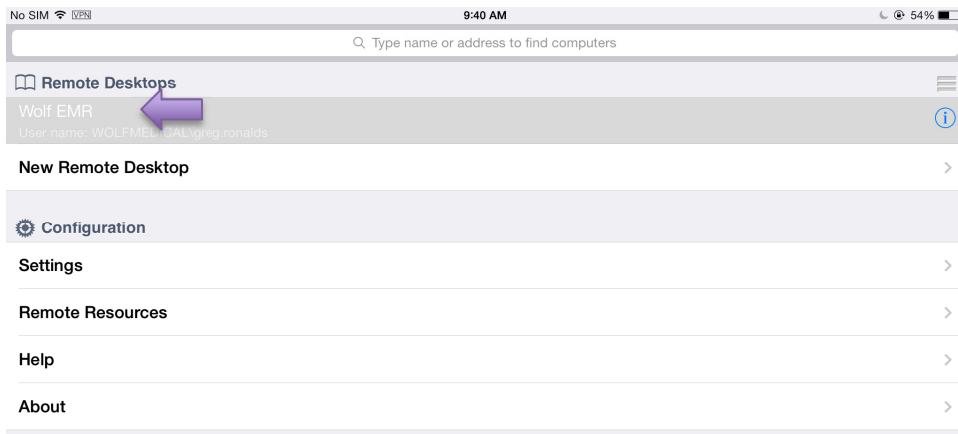 No SIM VPN 9:40 AM 54%
Type name or address to find computers
Remote Desktops
Wolf EMR
User name: WOLFMEDICAL\greg.ronalds
New Remote Desktop
Configuration
Settings
Remote Resources
Help
About